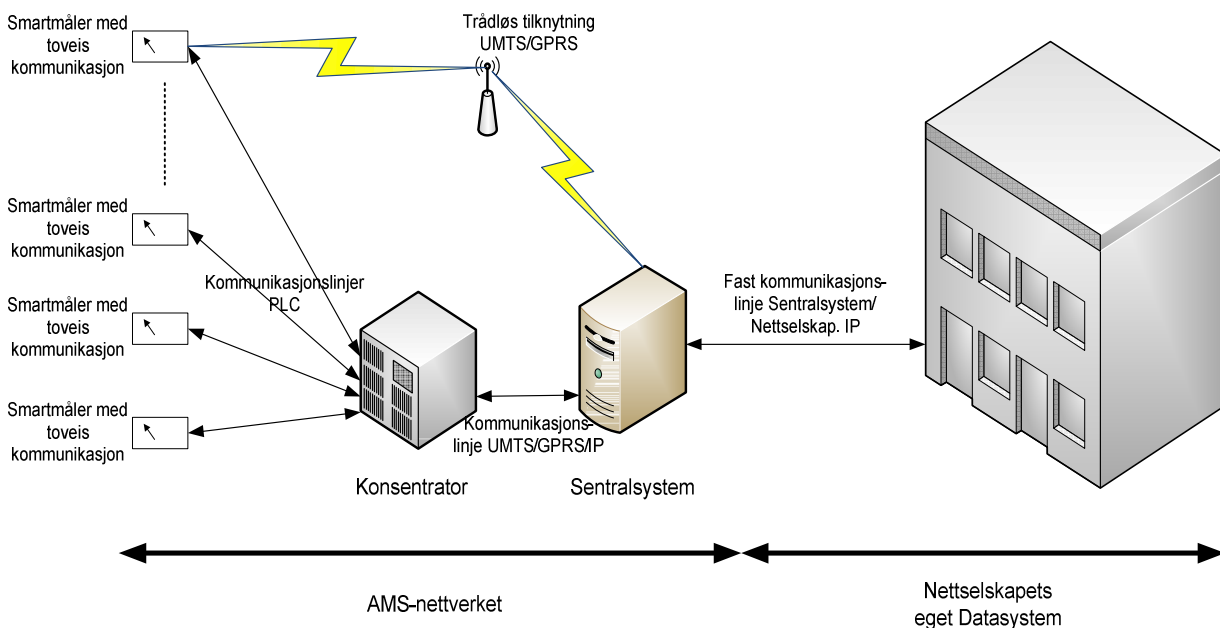 Smartmåler med
toveis
kommunikasjon
Trådløs tilknytning
UMTS/GPRS
Smartmåler med
toveis
kommunikasjon
Kommunikasjonslinjer
PLC
Smartmåler med
toveis
kommunikasjon
Smartmåler med
toveis
kommunikasjon
Fast kommunikasjons-
linje Sentralsystem/
Nettselskap. IP
Kommunikasjons-
linje UMTS/GPRS/IP
Konsentrator
Sentralsystem
AMS-nettverket
Nettselskapets
eget Datasystem